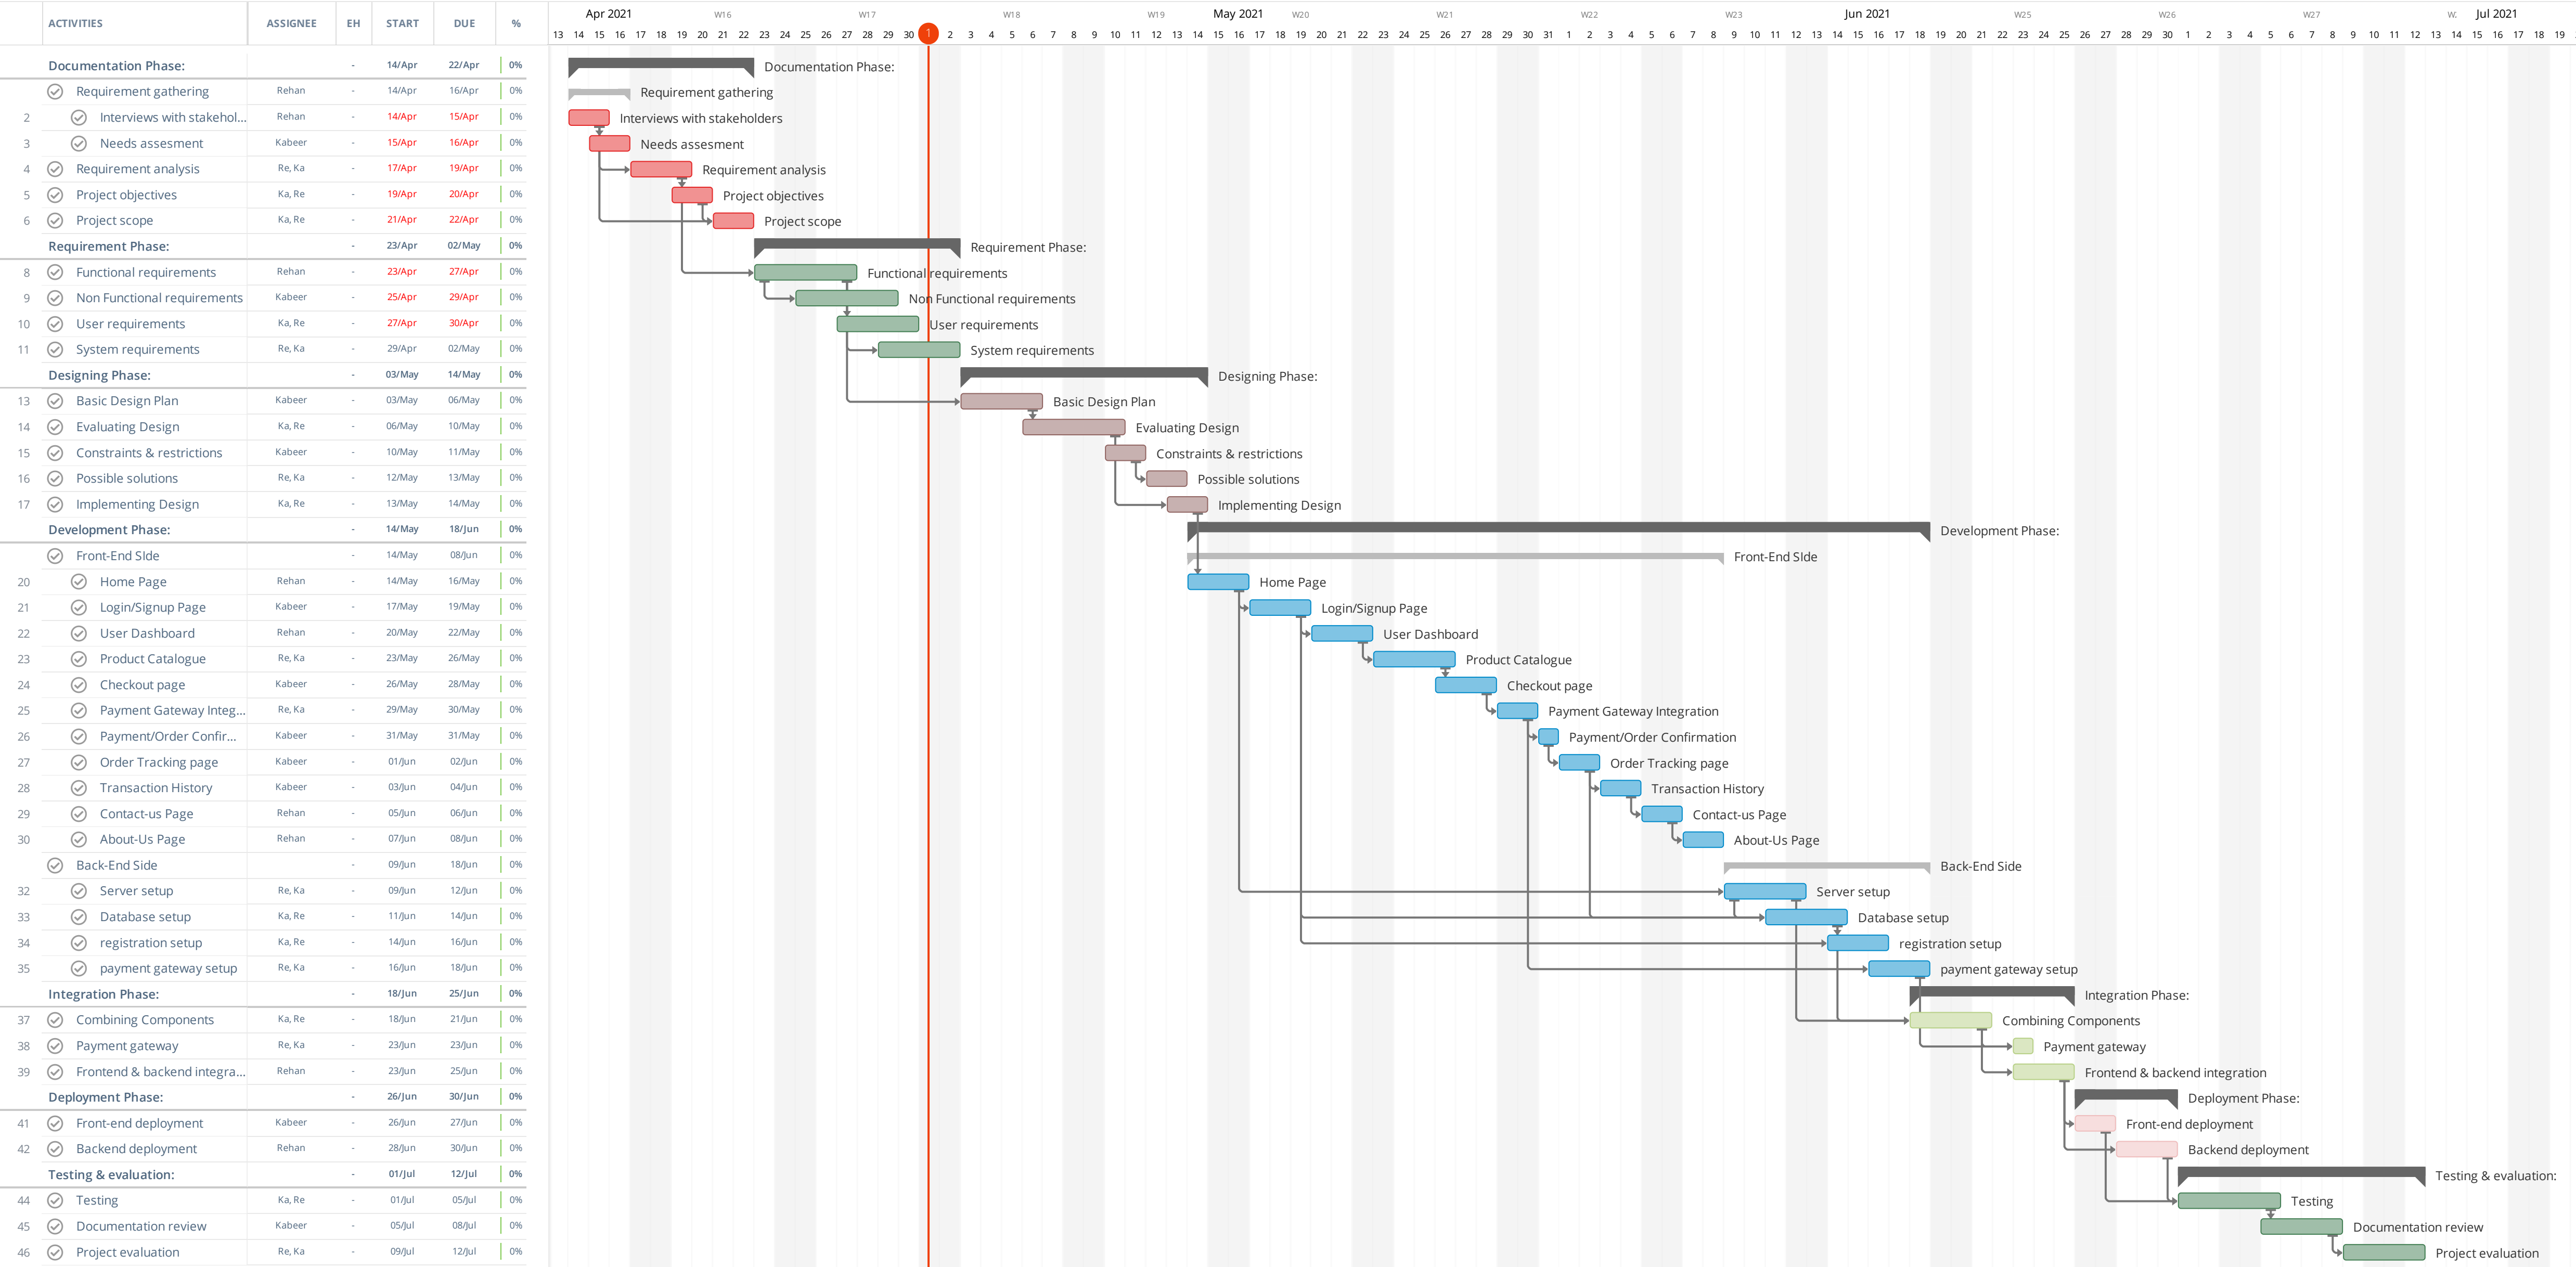 ACTIVITIES ASSIGNEE EH START DUE %
Apr 2021 W16 W17 W18 W19 May 2021 W20 W21 W22 W23 Jun 2021 W25 W26 W27 W. Jul 2021
13 14 15 16 17 18 19 20 21 22 23 24 25 26 27 28 29 30 1 2 3 4 5 6 7 8 9 10 11 12 13 14 15 16 17 18 19 20 21 22 23 24 25 26 27 28 29 30 31 1 2 3 4 5 6 7 8 9 10 11 12 13 14 15 16 17 18 19 20 21 22 23 24 25 26 27 28 29 30 1 2 3 4 5 6 7 8 9 10 11 12 13 14 15 16 17 18 19
Documentation Phase: - 14/Apr 22/Apr 0% Documentation Phase:
Requirement gathering Rehan - 14/Apr 16/Apr 0% Requirement gathering
2 Interviews with stakehol... Rehan - 14/Apr 15/Apr 0% Interviews with stakeholders
3 Needs assesment Kabeer - 15/Apr 16/Apr 0% Needs assesment
4 Requirement analysis Re, Ka - 17/Apr 19/Apr 0% Requirement analysis
5 Project objectives Ka, Re - 19/Apr 20/Apr 0% Project objectives
6 Project scope Ka, Re - 21/Apr 22/Apr 0% Project scope
Requirement Phase: - 23/Apr 02/May 0% Requirement Phase:
8 Functional requirements Rehan - 23/Apr 27/Apr 0% Functional requirements
9 Non Functional requirements Kabeer - 25/Apr 29/Apr 0% Non Functional requirements
10 User requirements Ka, Re - 27/Apr 30/Apr 0% User requirements
11 System requirements Re, Ka - 29/Apr 02/May 0% System requirements
Designing Phase: - 03/May 14/May 0% Designing Phase:
13 Basic Design Plan Kabeer - 03/May 06/May 0% Basic Design Plan
14 Evaluating Design Ka, Re - 06/May 10/May 0% Evaluating Design
15 Constraints & restrictions Kabeer - 10/May 11/May 0% Constraints & restrictions
16 Possible solutions Re, Ka - 12/May 13/May 0% Possible solutions
17 Implementing Design Ka, Re - 13/May 14/May 0% Implementing Design
Development Phase: - 14/May 18/Jun 0% Development Phase:
Front-End SIde - 14/May 08/Jun 0% Front-End SIde
20 Home Page Rehan - 14/May 16/May 0% Home Page
21 Login/Signup Page Kabeer - 17/May 19/May 0% Login/Signup Page
22 User Dashboard Rehan - 20/May 22/May 0% User Dashboard
23 Product Catalogue Re, Ka - 23/May 26/May 0% Product Catalogue
24 Checkout page Kabeer - 26/May 28/May 0% Checkout page
25 Payment Gateway Integ... Re, Ka - 29/May 30/May 0% Payment Gateway Integration
26 Payment/Order Confir... Kabeer - 31/May 31/May 0% Payment/Order Confirmation
27 Order Tracking page Kabeer - 01/Jun 02/Jun 0% Order Tracking page
28 Transaction History Kabeer - 03/Jun 04/Jun 0% Transaction History
29 Contact-us Page Rehan - 05/Jun 06/Jun 0% Contact-us Page
30 About-Us Page Rehan - 07/Jun 08/Jun 0% About-Us Page
Back-End Side - 09/Jun 18/Jun 0% Back-End Side
32 Server setup Re, Ka - 09/Jun 12/Jun 0% Server setup
33 Database setup Ka, Re - 11/Jun 14/Jun 0% Database setup
34 registration setup Ka, Re - 14/Jun 16/Jun 0% registration setup
35 payment gateway setup Re, Ka - 16/Jun 18/Jun 0% payment gateway setup
Integration Phase: - 18/Jun 25/Jun 0% Integration Phase:
37 Combining Components Ka, Re - 18/Jun 21/Jun 0% Combining Components
38 Payment gateway Re, Ka - 23/Jun 23/Jun 0% Payment gateway
39 Frontend & backend integra... Rehan - 23/Jun 25/Jun 0% Frontend & backend integration
Deployment Phase: - 26/Jun 30/Jun 0% Deployment Phase:
41 Front-end deployment Kabeer - 26/Jun 27/Jun 0% Front-end deployment
42 Backend deployment Rehan - 28/Jun 30/Jun 0% Backend deployment
Testing & evaluation: - 01/Jul 12/Jul 0% Testing & evaluation:
44 Testing Ka, Re - 01/Jul 05/Jul 0% Testing
45 Documentation review Kabeer - 05/Jul 08/Jul 0% Documentation review
46 Project evaluation Re, Ka - 09/Jul 12/Jul 0% Project evaluation